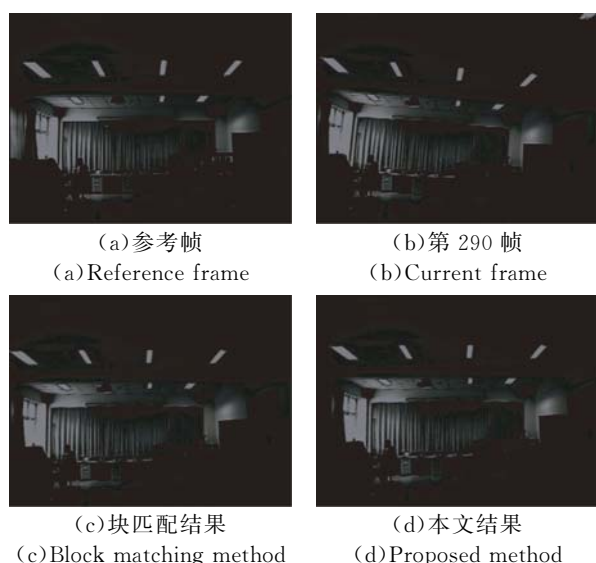 (a)参考帧
(b)第 290 帧
(a)Reference frame
(b)Current frame
(c)块匹配结果
(d)本文结果
(c)Block matching method
(d)Proposed method